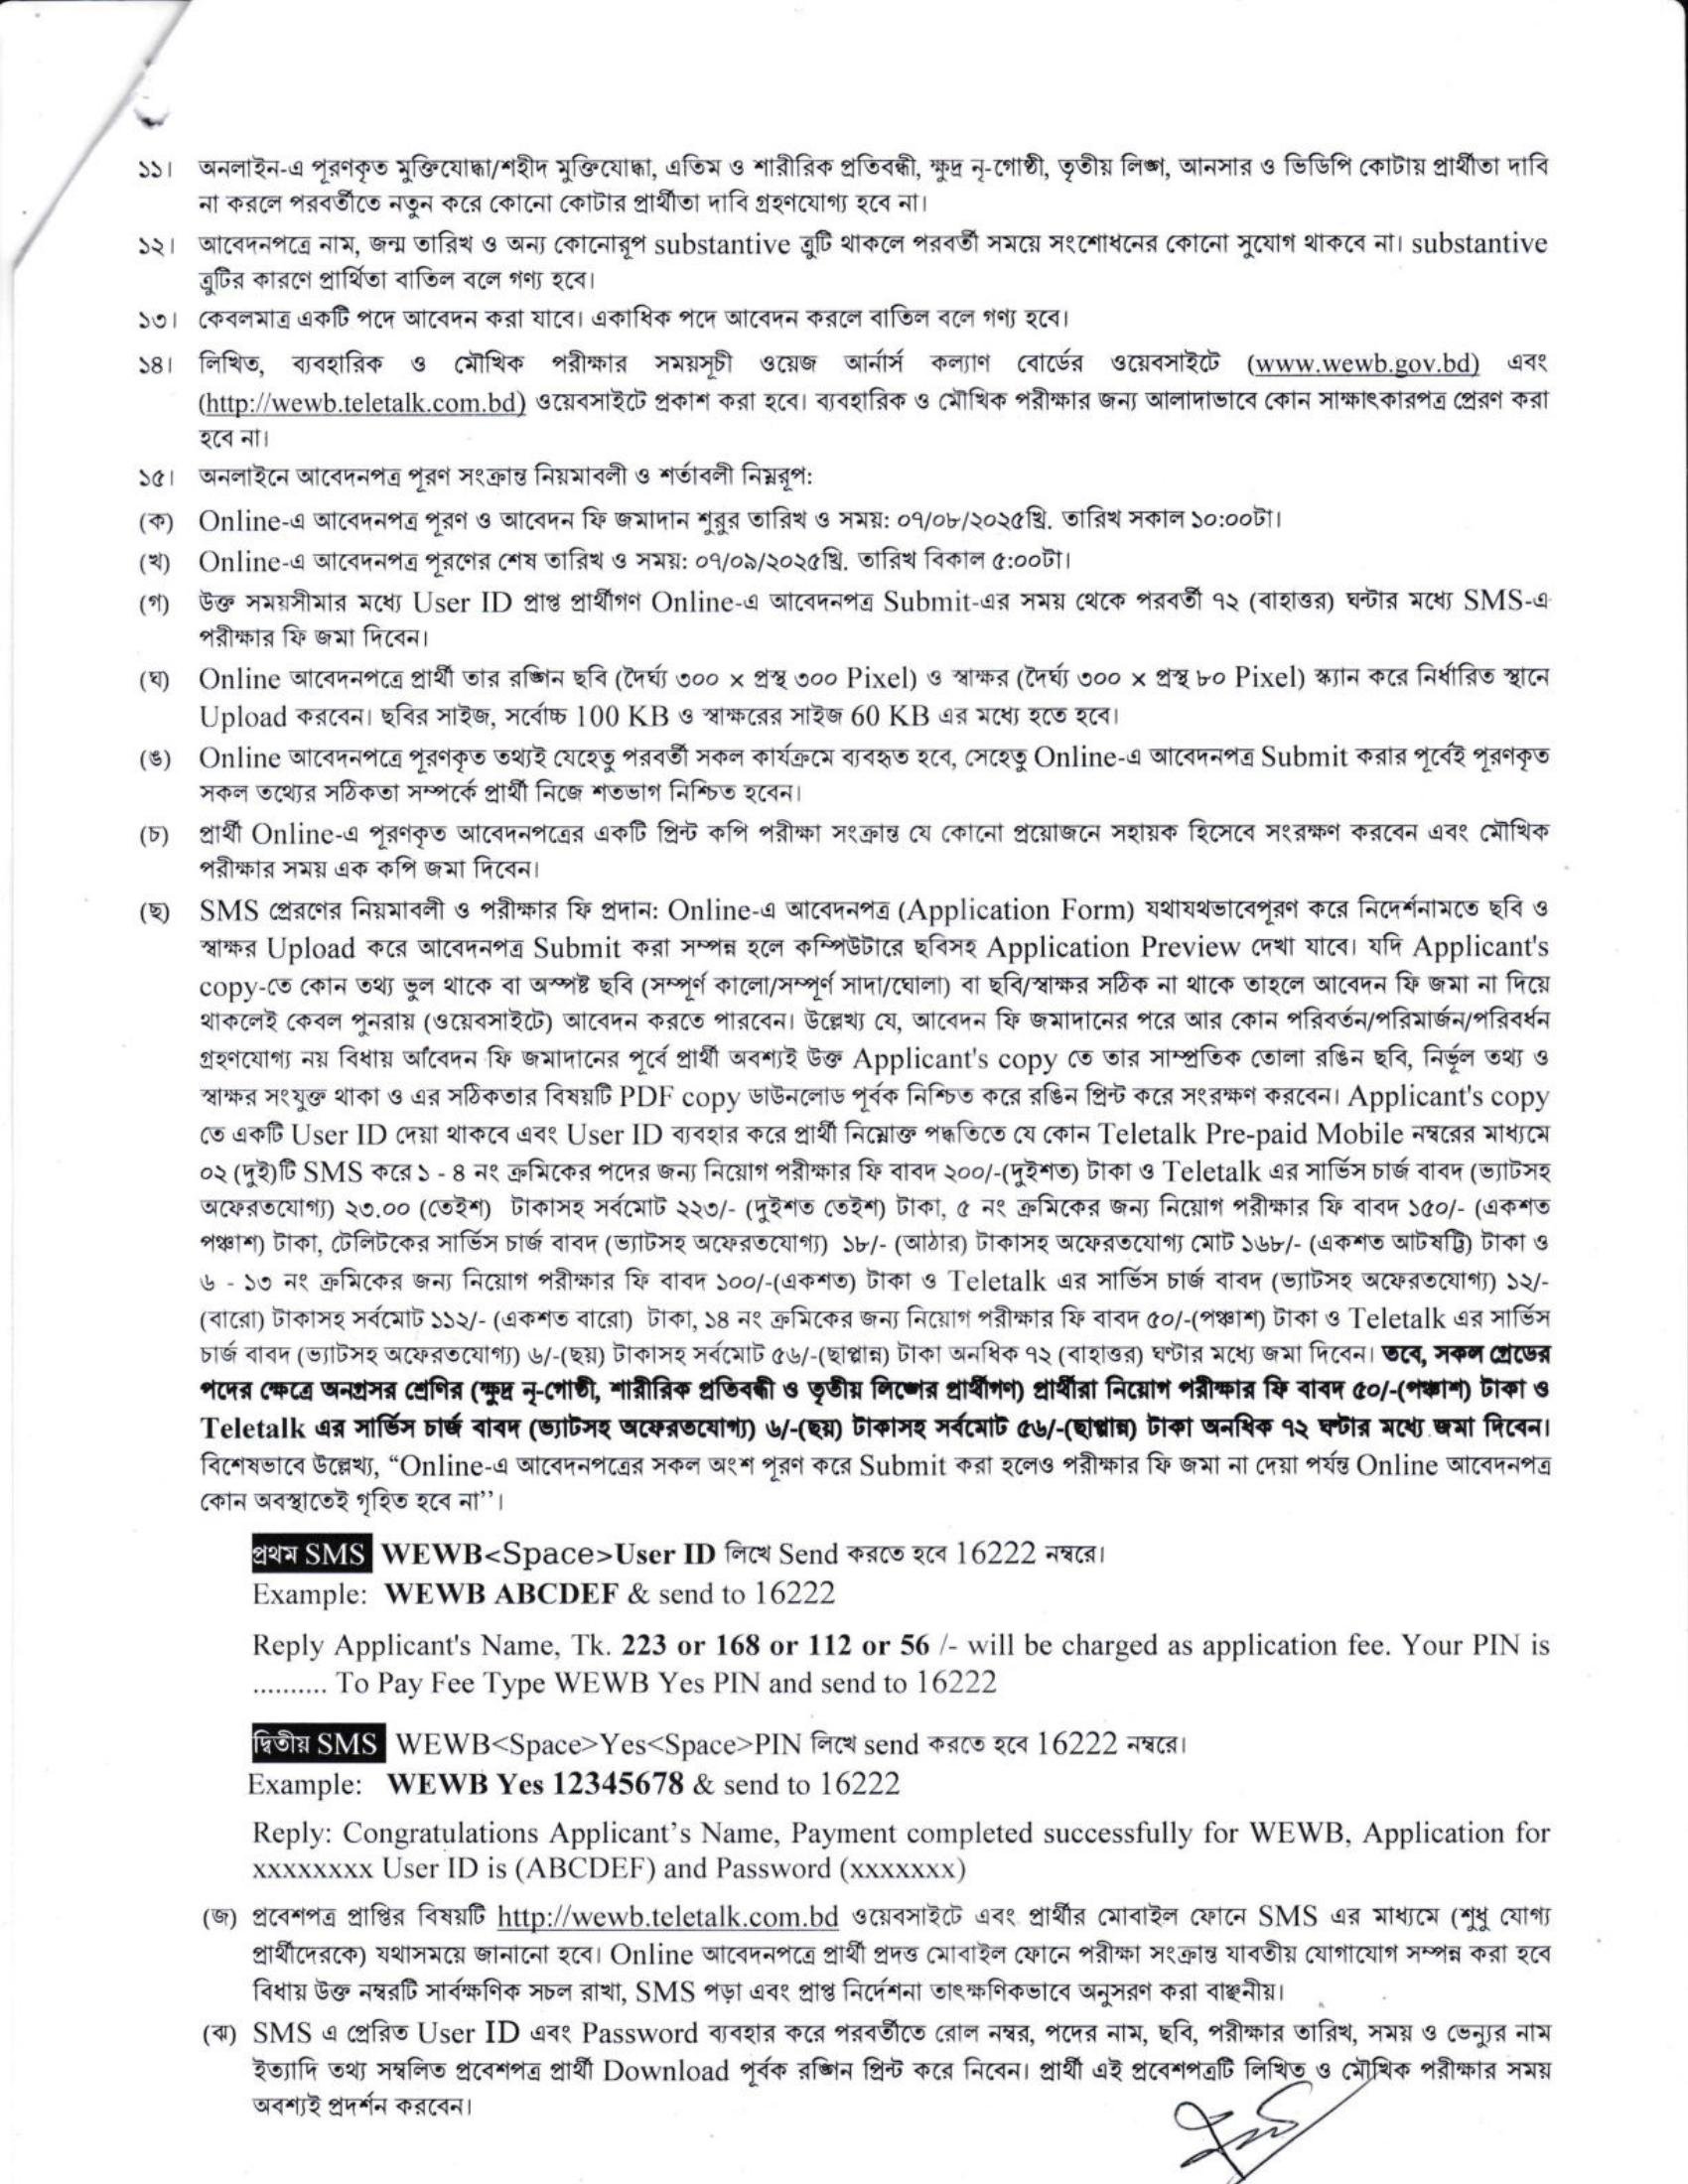 ১১। অনলাইন-এ পূরণকৃত মুক্তিযোদ্ধা/শহীদ মুক্তিযোদ্ধা, এতিম ও শারীরিক প্রতিবন্ধী, ক্ষুদ্র নৃ-গোষ্ঠী, তৃতীয় লিঙ্গ, আনসার ও ভিডিপি কোটায় প্রার্থীতা দাবি
না করলে পরবর্তীতে নতুন করে কোনো কোটার প্রার্থীতা দাবি গ্রহণযোগ্য হবে না।
১২। আবেদনপত্রে নাম, জন্ম তারিখ ও অন্য কোনোরূপ substantive ত্রুটি থাকলে পরবর্তী সময়ে সংশোধনের কোনো সুযোগ থাকবে না। substantive
ত্রুটির কারণে প্রার্থিতা বাতিল বলে গণ্য হবে।
১৩। কেবলমাত্র একটি পদে আবেদন করা যাবে। একাধিক পদে আবেদন করলে বাতিল বলে গণ্য হবে।
১৪। লিখিত, ব্যবহারিক ও মৌখিক পরীক্ষার সময়সূচী ওয়েজ আর্নার্স কল্যাণ বোর্ডের ওয়েবসাইটে (www.wewb.gov.bd) এবং
(http://wewb.teletalk.com.bd) ওয়েবসাইটে প্রকাশ করা হবে। ব্যবহারিক ও মৌখিক পরীক্ষার জন্য আলাদাভাবে কোন সাক্ষাৎকারপত্র প্রেরণ করা
হবে না।
১৫। অনলাইনে আবেদনপত্র পূরণ সংক্রান্ত নিয়মাবলী ও শর্তাবলী নিম্নরূপ:
(ক) Online-এ আবেদনপত্র পূরণ ও আবেদন ফি জমাদান শুরুর তারিখ ও সময়: ০৭/০৮/২০২৫খ্রি. তারিখ সকাল ১০:০০টা।
(খ) Online-এ আবেদনপত্র পূরণের শেষ তারিখ ও সময়: ০৭/০৯/২০২৫খ্রি. তারিখ বিকাল ৫:০০টা।
(গ) উক্ত সময়সীমার মধ্যে User ID প্রাপ্ত প্রার্থীগণ Online-এ আবেদনপত্র Submit-এর সময় থেকে পরবর্তী ৭২ (বাহাত্তর) ঘন্টার মধ্যে SMS-এ
পরীক্ষার ফি জমা দিবেন।
(ঘ) Online আবেদনপত্রে প্রার্থী তার রঙ্গিন ছবি (দৈর্ঘ্য ৩০০ x প্রস্থ ৩০০ Pixel) ও স্বাক্ষর (দৈর্ঘ্য ৩০০ x প্রস্থ ৮০ Pixel) স্ক্যান করে নির্ধারিত স্থানে
Upload করবেন। ছবির সাইজ, সর্বোচ্চ 100 KB ও স্বাক্ষরের সাইজ 60 KB এর মধ্যে হতে হবে।
(ঙ) Online আবেদনপত্রে পূরণকৃত তথ্যই যেহেতু পরবর্তী সকল কার্যক্রমে ব্যবহৃত হবে, সেহেতু Online-এ আবেদনপত্র Submit করার পূর্বেই পূরণকৃত
সকল তথ্যের সঠিকতা সম্পর্কে প্রার্থী নিজে শতভাগ নিশ্চিত হবেন।
(চ) প্রার্থী Online-এ পূরণকৃত আবেদনপত্রের একটি প্রিন্ট কপি পরীক্ষা সংক্রান্ত যে কোনো প্রয়োজনে সহায়ক হিসেবে সংরক্ষণ করবেন এবং মৌখিক
পরীক্ষার সময় এক কপি জমা দিবেন।
(ছ) SMS প্রেরণের নিয়মাবলী ও পরীক্ষার ফি প্রদান: Online-এ আবেদনপত্র (Application Form) যথাযথভাবেপূরণ করে নিদের্শনামতে ছবি ও
স্বাক্ষর Upload করে আবেদনপত্র Submit করা সম্পন্ন হলে কম্পিউটারে ছবিসহ Application Preview দেখা যাবে। যদি Applicant's
copy-তে কোন তথ্য ভুল থাকে বা অস্পষ্ট ছবি (সম্পূর্ণ কালো/সম্পূর্ণ সাদা/ঘোলা) বা ছবি/স্বাক্ষর সঠিক না থাকে তাহলে আবেদন ফি জমা না দিয়ে
থাকলেই কেবল পুনরায় (ওয়েবসাইটে) আবেদন করতে পারবেন। উল্লেখ্য যে, আবেদন ফি জমাদানের পরে আর কোন পরিবর্তন/পরিমার্জন/পরিবর্ধন
গ্রহণযোগ্য নয় বিধায় আবেদন ফি জমাদানের পূর্বে প্রার্থী অবশ্যই উক্ত Applicant's copy তে তার সাম্প্রতিক তোলা রঙিন ছবি, নির্ভূল তথ্য ও
স্বাক্ষর সংযুক্ত থাকা ও এর সঠিকতার বিষয়টি PDF copy ডাউনলোড পূর্বক নিশ্চিত করে রঙিন প্রিন্ট করে সংরক্ষণ করবেন। Applicant's copy
তে একটি User ID দেয়া থাকবে এবং User ID ব্যবহার করে প্রার্থী নিম্নোক্ত পদ্ধতিতে যে কোন Teletalk Pre-paid Mobile নম্বরের মাধ্যমে
০২ (দুই)টি SMS করে ১ - ৪ নং ক্রমিকের পদের জন্য নিয়োগ পরীক্ষার ফি বাবদ ২০০/-(দুইশত) টাকা ও Teletalk এর সার্ভিস চার্জ বাবদ (ভ্যাটসহ
অফেরতযোগ্য) ২৩.০০ (তেইশ) টাকাসহ সর্বমোট ২২৩/- (দুইশত তেইশ) টাকা, ৫ নং ক্রমিকের জন্য নিয়োগ পরীক্ষার ফি বাবদ ১৫০/- (একশত
পঞ্চাশ) টাকা, টেলিটকের সার্ভিস চার্জ বাবদ (ভ্যাটসহ অফেরতযোগ্য) ১৮/- (আঠার) টাকাসহ অফেরতযোগ্য মোট ১৬৮/- (একশত আটষট্টি) টাকা ও
৬ - ১৩ নং ক্রমিকের জন্য নিয়োগ পরীক্ষার ফি বাবদ ১০০/-(একশত) টাকা ও Teletalk এর সার্ভিস চার্জ বাবদ (ভ্যাটসহ অফেরতযোগ্য) ১২/-
(বারো) টাকাসহ সর্বমোট ১১২/- (একশত বারো) টাকা, ১৪ নং ক্রমিকের জন্য নিয়োগ পরীক্ষার ফি বাবদ ৫০/-(পঞ্চাশ) টাকা ও Teletalk এর সার্ভিস
চার্জ বাবদ (ভ্যাটসহ অফেরতযোগ্য) ৬/-(ছয়) টাকাসহ সর্বমোট ৫৬/-(ছাপ্পান্ন) টাকা অনধিক ৭২ (বাহাত্তর) ঘণ্টার মধ্যে জমা দিবেন। তবে, সকল গ্রেডের
পদের ক্ষেত্রে অনগ্রসর শ্রেণির (ক্ষুদ্র নৃ-গোষ্ঠী, শারীরিক প্রতিবন্ধী ও তৃতীয় লিঙ্গের প্রার্থীগণ) প্রার্থীরা নিয়োগ পরীক্ষার ফি বাবদ ৫০/-(পঞ্চাশ) টাকা ও
Teletalk এর সার্ভিস চার্জ বাবদ (ভ্যাটসহ অফেরতযোগ্য) ৬/-(ছয়) টাকাসহ সর্বমোট ৫৬/-(ছাপ্পান্ন) টাকা অনধিক ৭২ ঘণ্টার মধ্যে জমা দিবেন।
বিশেষভাবে উল্লেখ্য, “Online-এ আবেদনপত্রের সকল অংশ পূরণ করে Submit করা হলেও পরীক্ষার ফি জমা না দেয়া পর্যন্ত Online আবেদনপত্র
কোন অবস্থাতেই গৃহিত হবে না”।
প্রথম SMS WEWB<Space>User ID লিখে Send করতে হবে 16222 নম্বরে।
Example: WEWB ABCDEF & send to 16222
Reply Applicant's Name, Tk. 223 or 168 or 112 or 56 /- will be charged as application fee. Your PIN is
.......... To Pay Fee Type WEWB Yes PIN and send to 16222
দ্বিতীয় SMS WEWB<Space>Yes<Space>PIN লিখে send করতে হবে 16222 নম্বরে।
Example: WEWB Yes 12345678 & send to 16222
Reply: Congratulations Applicant’s Name, Payment completed successfully for WEWB, Application for
xxxxxxxx User ID is (ABCDEF) and Password (xxxxxxx)
(জ) প্রবেশপত্র প্রাপ্তির বিষয়টি http://wewb.teletalk.com.bd ওয়েবসাইটে এবং প্রার্থীর মোবাইল ফোনে SMS এর মাধ্যমে (শুধু যোগ্য
প্রার্থীদেরকে) যথাসময়ে জানানো হবে। Online আবেদনপত্রে প্রার্থী প্রদত্ত মোবাইল ফোনে পরীক্ষা সংক্রান্ত যাবতীয় যোগাযোগ সম্পন্ন করা হবে
বিধায় উক্ত নম্বরটি সার্বক্ষণিক সচল রাখা, SMS পড়া এবং প্রাপ্ত নির্দেশনা তাৎক্ষণিকভাবে অনুসরণ করা বাঞ্ছনীয়।
(ঝ) SMS এ প্রেরিত User ID এবং Password ব্যবহার করে পরবর্তীতে রোল নম্বর, পদের নাম, ছবি, পরীক্ষার তারিখ, সময় ও ভেন্যুর নাম
ইত্যাদি তথ্য সম্বলিত প্রবেশপত্র প্রার্থী Download পূর্বক রঙ্গিন প্রিন্ট করে নিবেন। প্রার্থী এই প্রবেশপত্রটি লিখিত ও মৌখিক পরীক্ষার সময়
অবশ্যই প্রদর্শন করবেন।